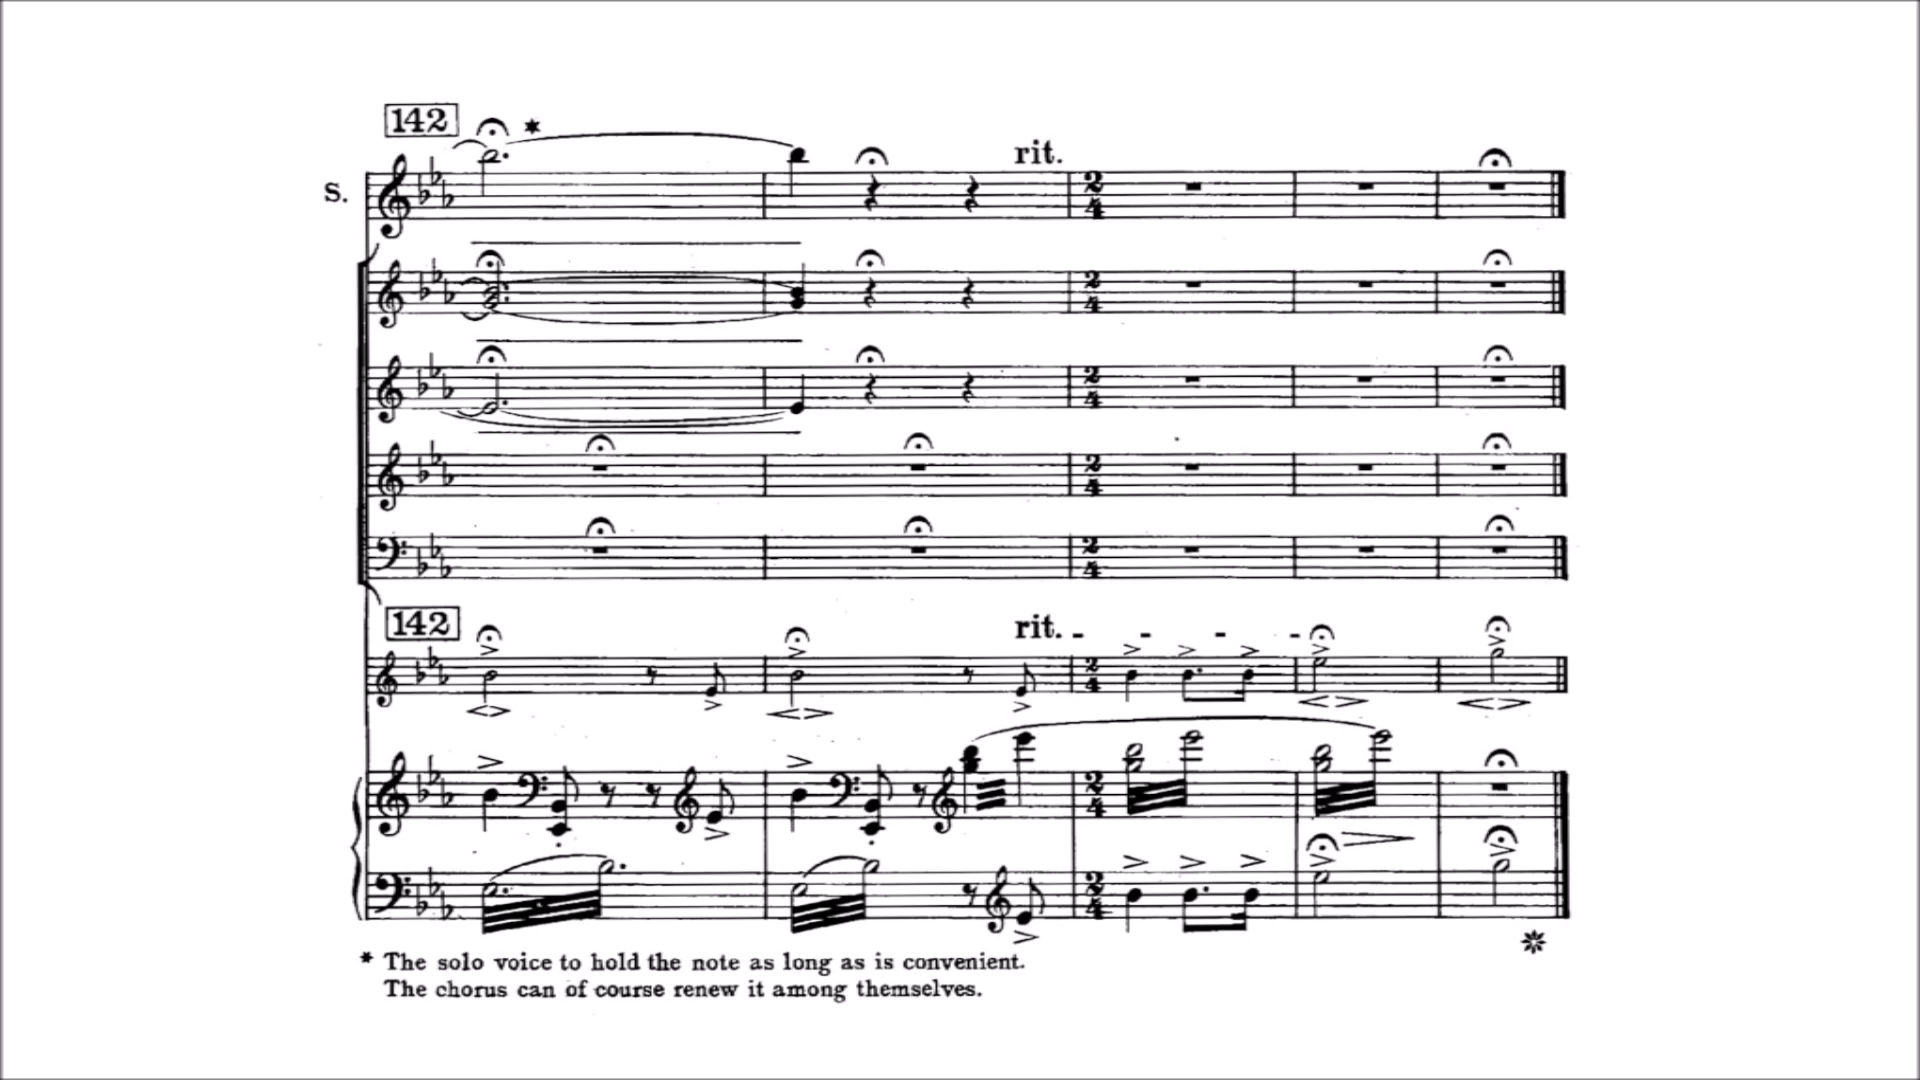 142
rit.
S.
142
rit.
* The solo voice to hold the note as long as is convenient.
The chorus can of course renew it among themselves.